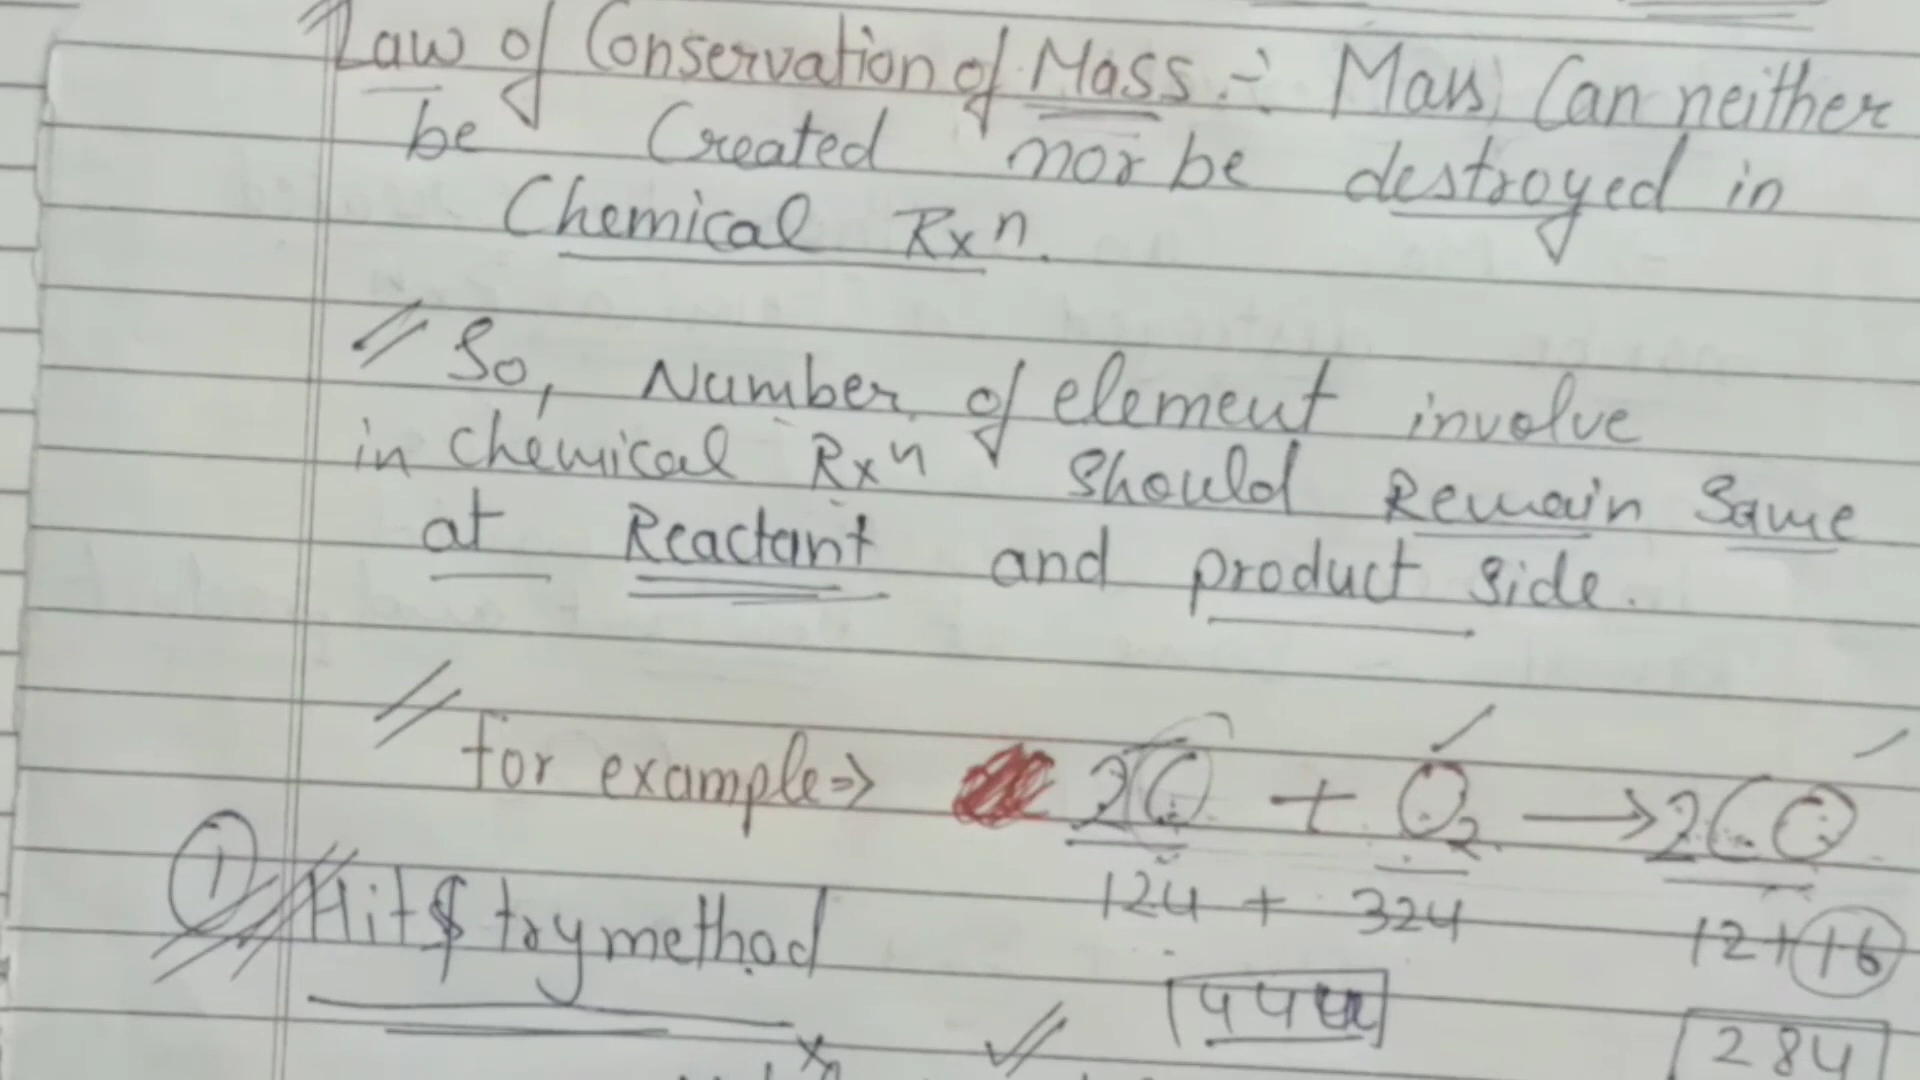 Law of Conservation of Mass :- Mass Can neither
be Created nor be destroyed in
Chemical Rxn.
So, Number of element involve
in chemical Rxn should Remain Same
at Reactant and product side.
for example => 2C + O2 → 2CO
12u + 32u 12+16
① Hit & try method
44u 28u